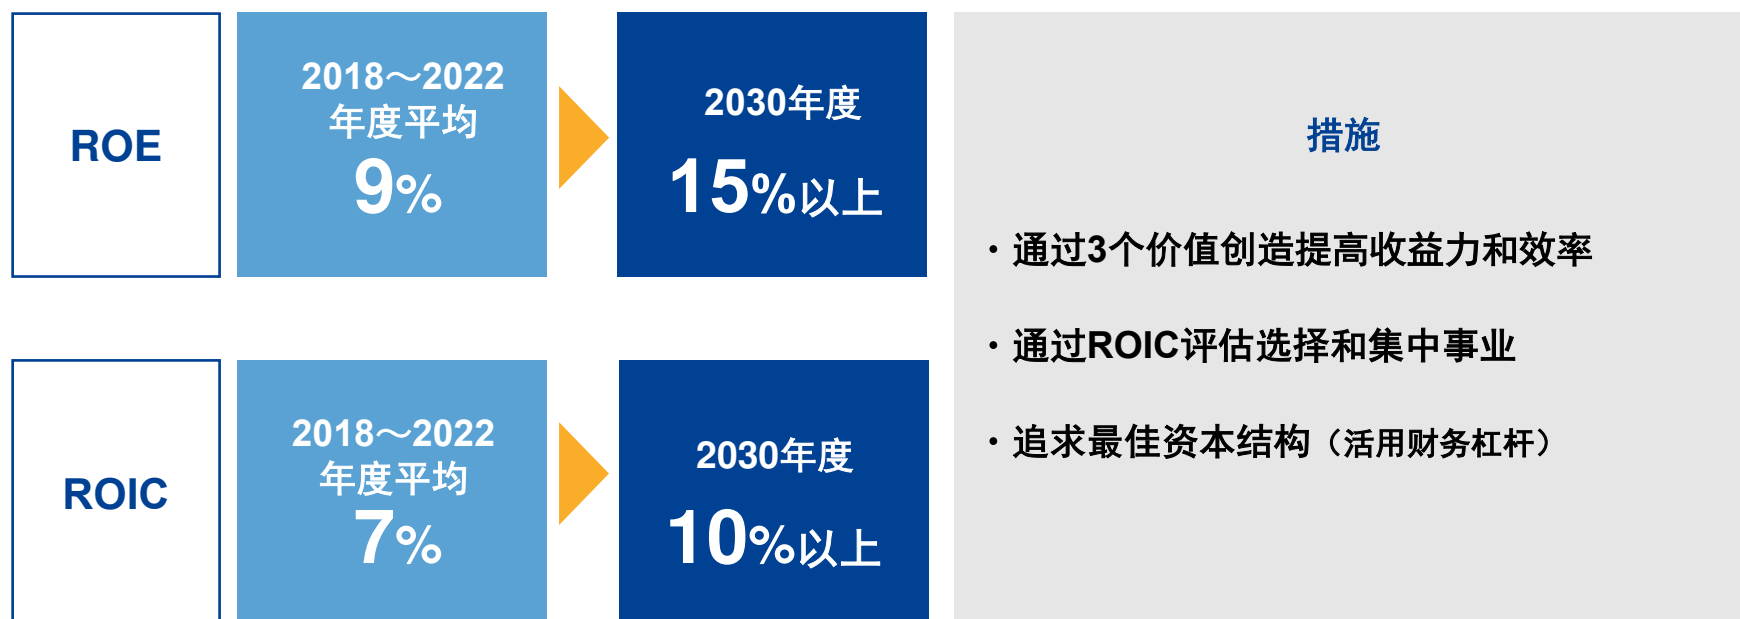 ROE
2018～2022
年度平均
9%
2030年度
15%以上
ROIC
2018～2022
年度平均
7%
2030年度
10%以上
措施
・通过3个价值创造提高收益力和效率
・通过ROIC评估选择和集中事业
・追求最佳资本结构（活用财务杠杆）